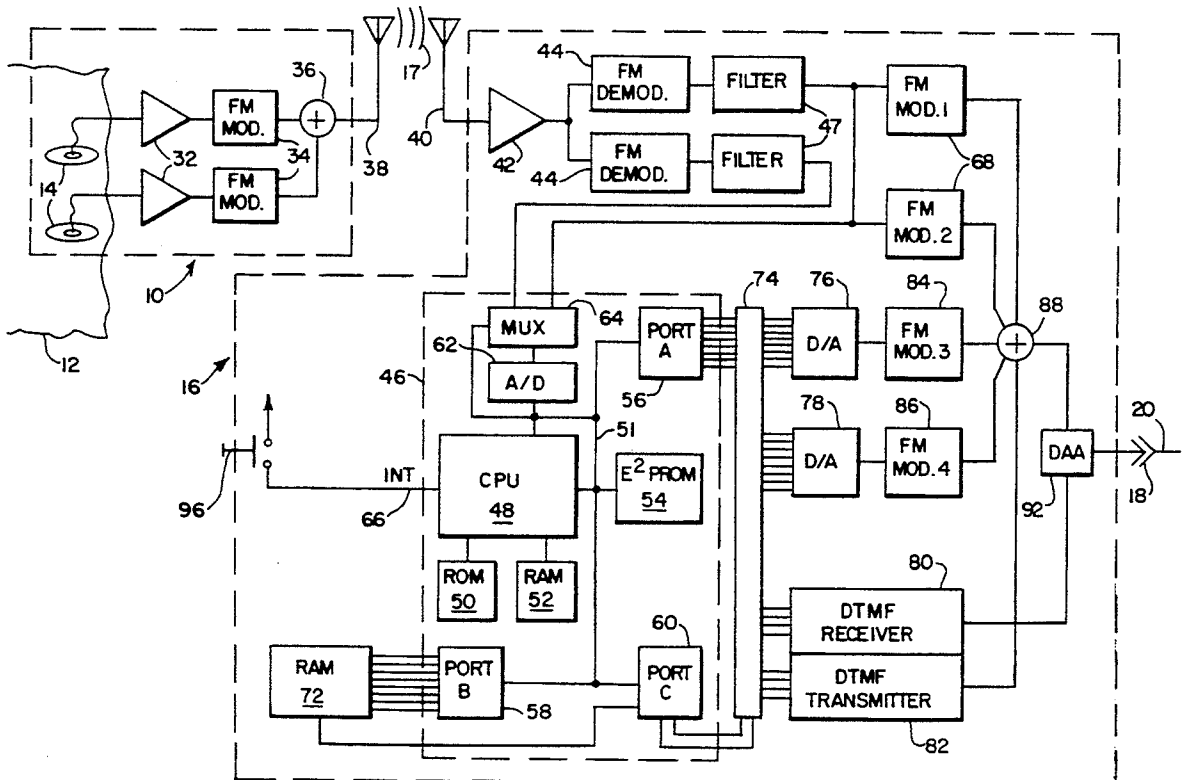 36
17
44
FM
DEMOD.
FILTER
FM
MOD.1
FM
MOD.
32
34
38
40
42
47
68
FM
DEMOD.
FILTER
44
14
FM
MOD.
10
12
FM
MOD.2
74
76
84
88
16
46
MUX
64
62
A/D
PORT
A
56
D/A
FM
MOD.3
51
78
86
20
D/A
FM
MOD.4
DAA
18
92
96
INT
66
CPU
48
E² PROM
54
ROM
50
RAM
52
80
DTMF
RECEIVER
60
RAM
72
PORT
B
58
PORT
C
DTMF
TRANSMITTER
82